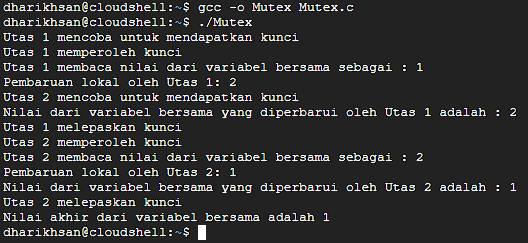 dharikhsan@cloudshell:~$ gcc -o Mutex Mutex.c
dharikhsan@cloudshell:~$ ./Mutex
Utas 1 mencoba untuk mendapatkan kunci
Utas 1 memperoleh kunci
Utas 1 membaca nilai dari variabel bersama sebagai : 1
Pembaruan lokal oleh Utas 1: 2
Utas 2 mencoba untuk mendapatkan kunci
Nilai dari variabel bersama yang diperbarui oleh Utas 1 adalah : 2
Utas 1 melepaskan kunci
Utas 2 memperoleh kunci
Utas 2 membaca nilai dari variabel bersama sebagai : 2
Pembaruan lokal oleh Utas 2: 1
Nilai dari variabel bersama yang diperbarui oleh Utas 2 adalah : 1
Utas 2 melepaskan kunci
Nilai akhir dari variabel bersama adalah 1
dharikhsan@cloudshell:~$